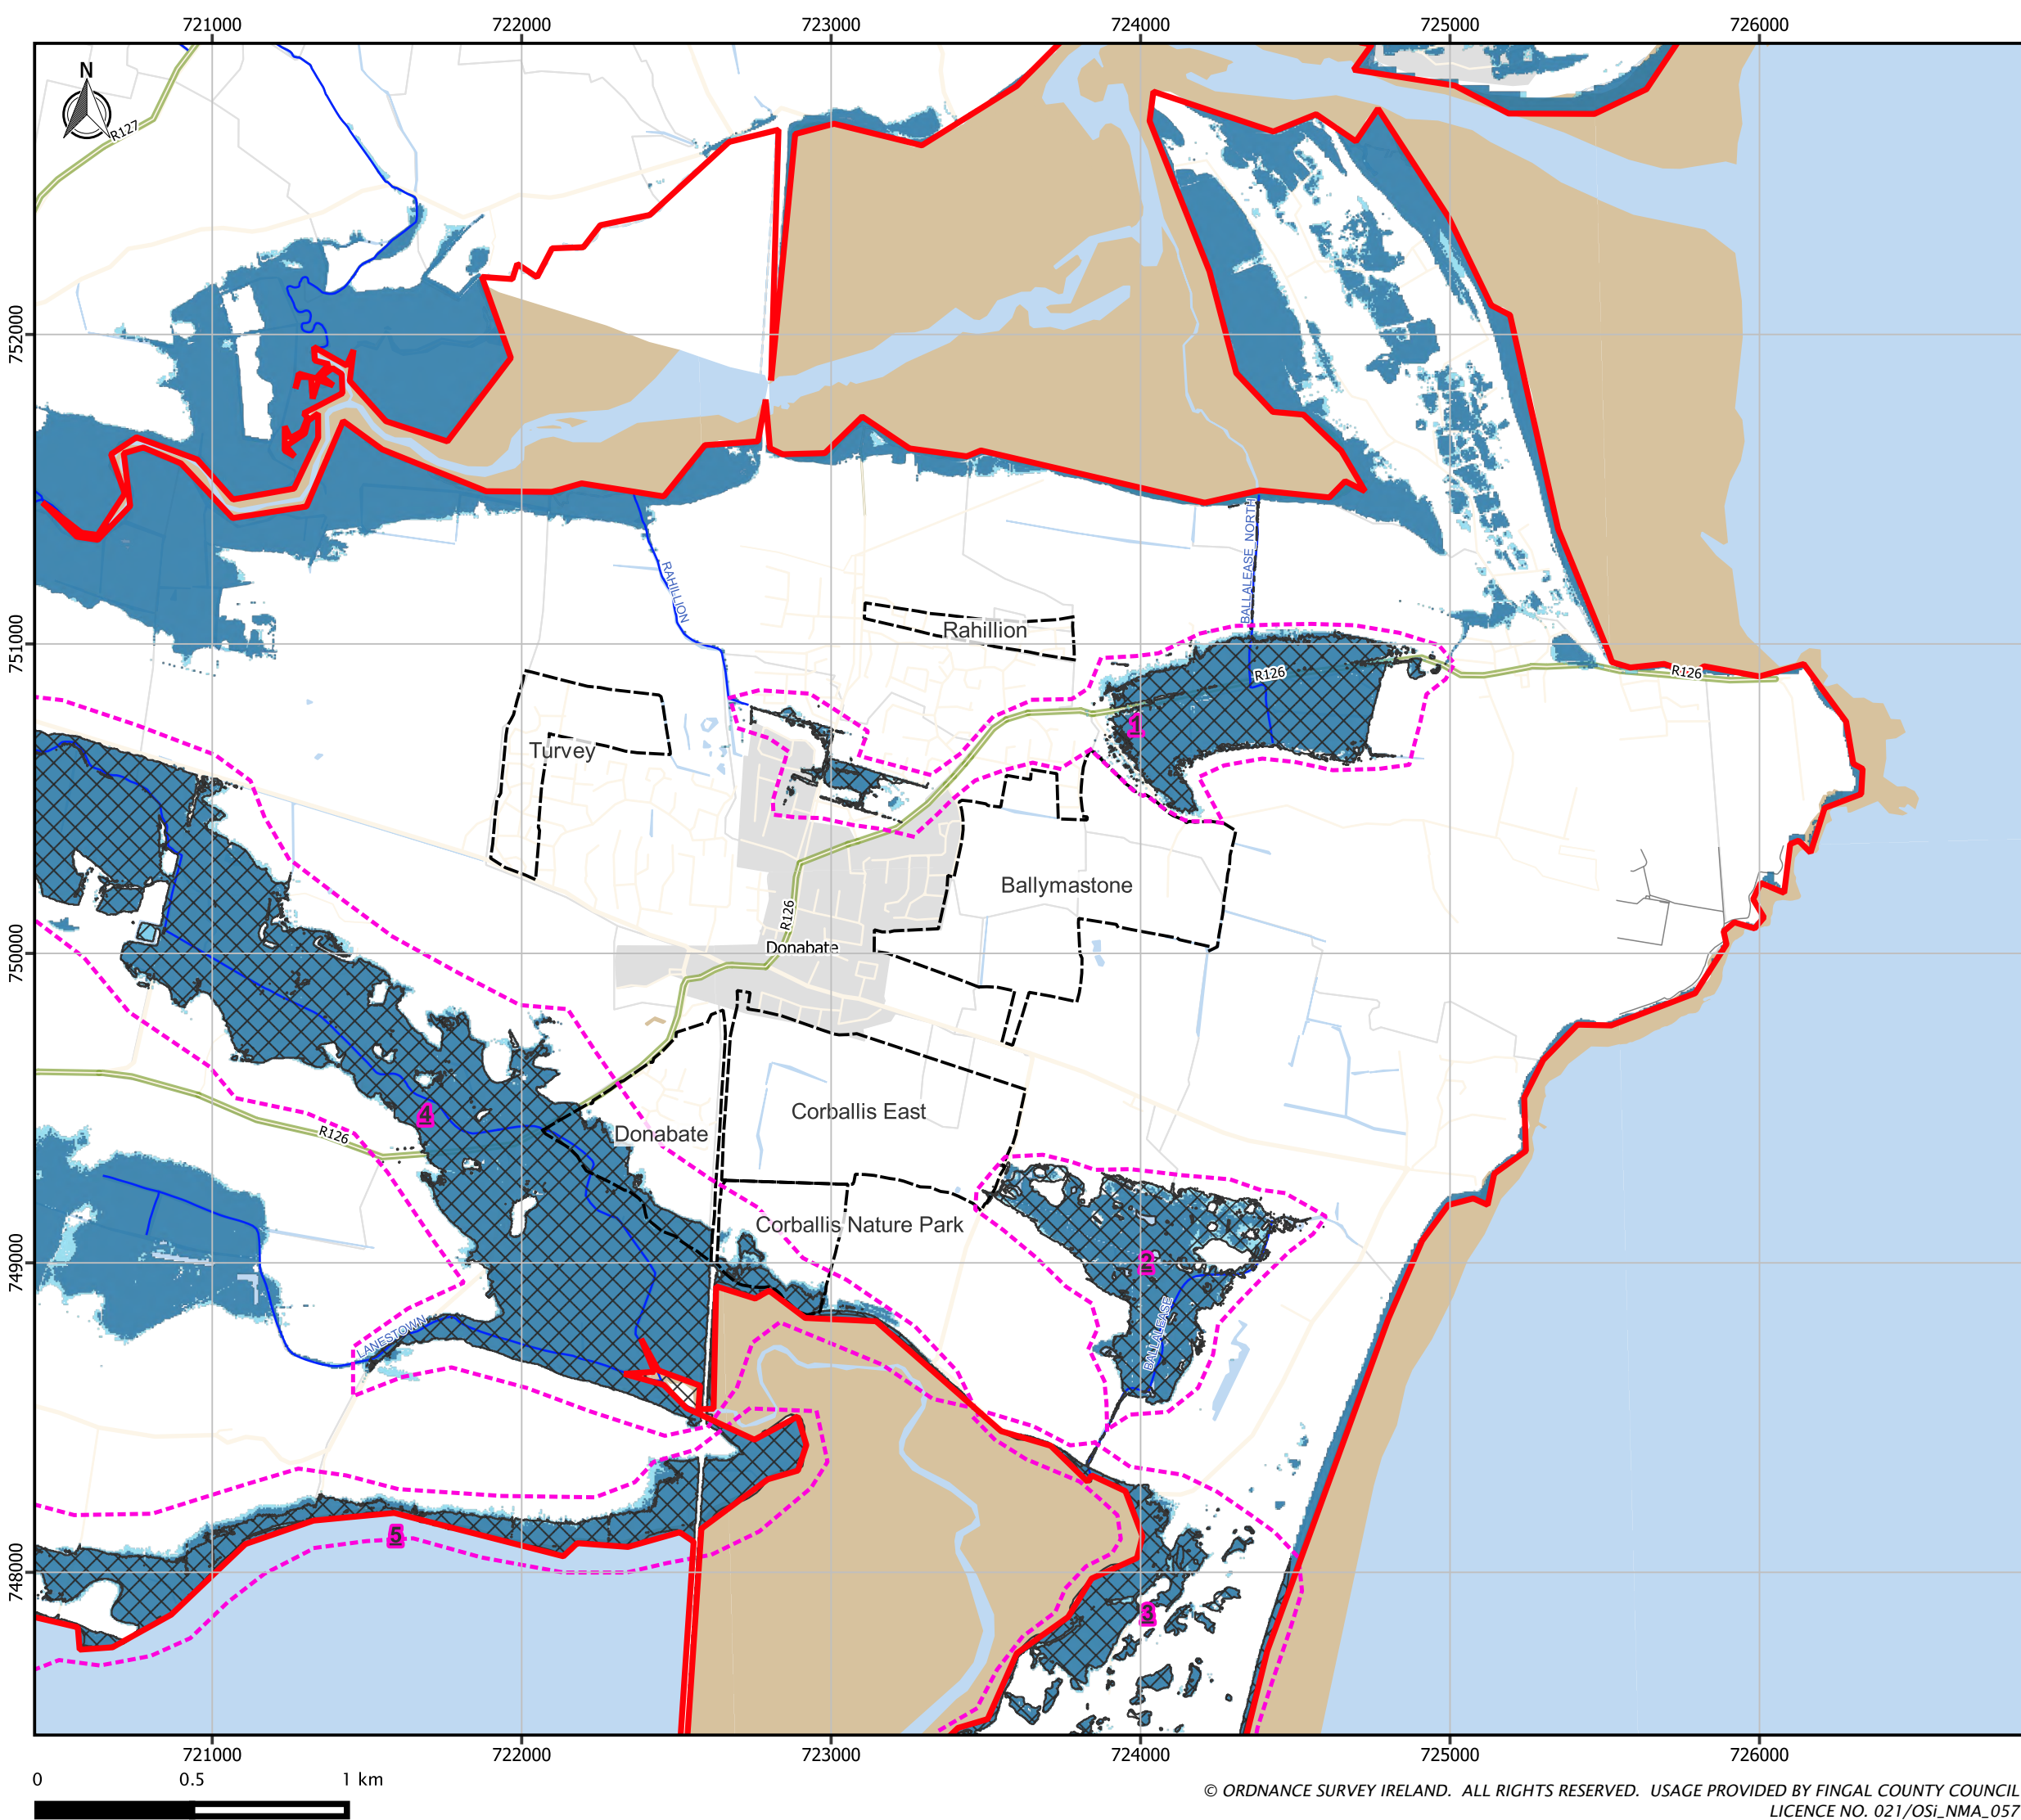 721000 722000 723000 724000 725000 726000
N
R127
752000
RAHILLION
BALLALEASE NORTH
751000
Rahillion
R126
R126
1
Turvey
Ballymastone
R126
750000
Donabate
4
Corballis East
R126
Donabate
Corballis Nature Park
749000
2
LANESTOWN
BALLALEASE
5
748000
3
721000 722000 723000 724000 725000 726000
0 0.5 1 km
© ORDNANCE SURVEY IRELAND. ALL RIGHTS RESERVED. USAGE PROVIDED BY FINGAL COUNTY COUNCIL
LICENCE NO. 021/OSi_NMA_057